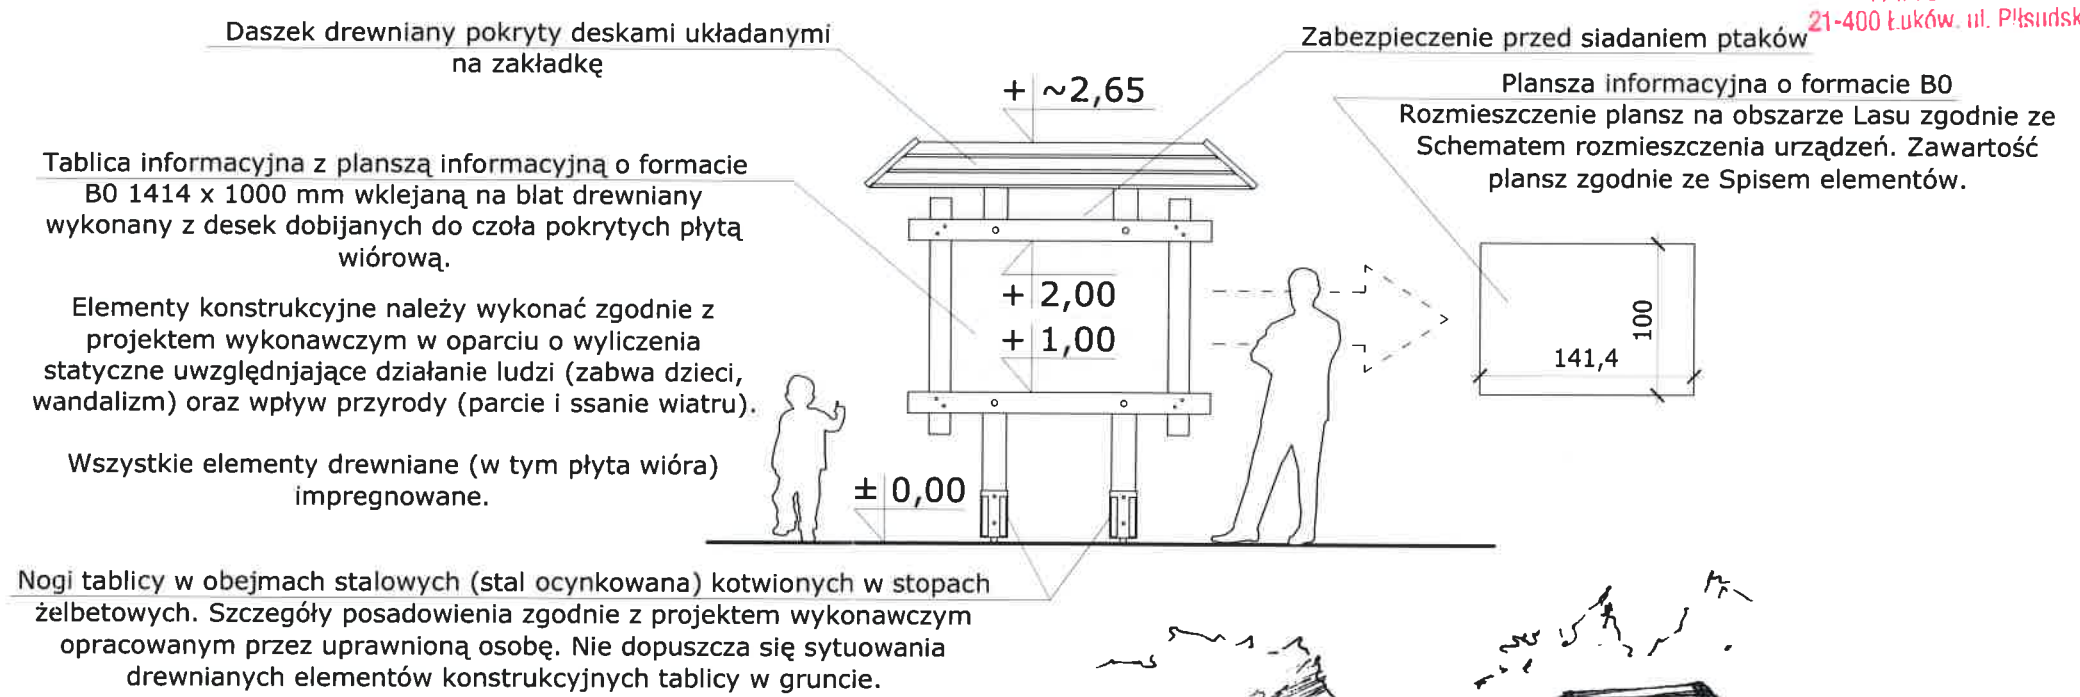 Daszek drewniany pokryty deskami układanymi
na zakładkę
Zabezpieczenie przed siadaniem ptaków
21-400 Łuków, ul.
+ ~2,65
Plansza informacyjna o formacie B0
Rozmieszczenie plansz na obszarze Lasu zgodnie ze
Schematem rozmieszczenia urządzeń. Zawartość
plansz zgodnie ze Spisem elementów.
Tablica informacyjna z planszą informacyjną o formacie
B0 1414 x 1000 mm wklejaną na blat drewniany
wykonany z desek dobijanych do czoła pokrytych płytą
wiórową.
Elementy konstrukcyjne należy wykonać zgodnie z
projektem wykonawczym w oparciu o wyliczenia
statyczne uwzględnjające działanie ludzi (zabwa dzieci,
wandalizm) oraz wpływ przyrody (parcie i ssanie wiatru).
Wszystkie elementy drewniane (w tym płyta wióra)
impregnowane.
+ 2,00
+ 1,00
± 0,00
100
141,4
Nogi tablicy w obejmach stalowych (stal ocynkowana) kotwionych w stopach
żelbetowych. Szczegóły posadowienia zgodnie z projektem wykonawczym
opracowanym przez uprawnioną osobę. Nie dopuszcza się sytuowania
drewnianych elementów konstrukcyjnych tablicy w gruncie.